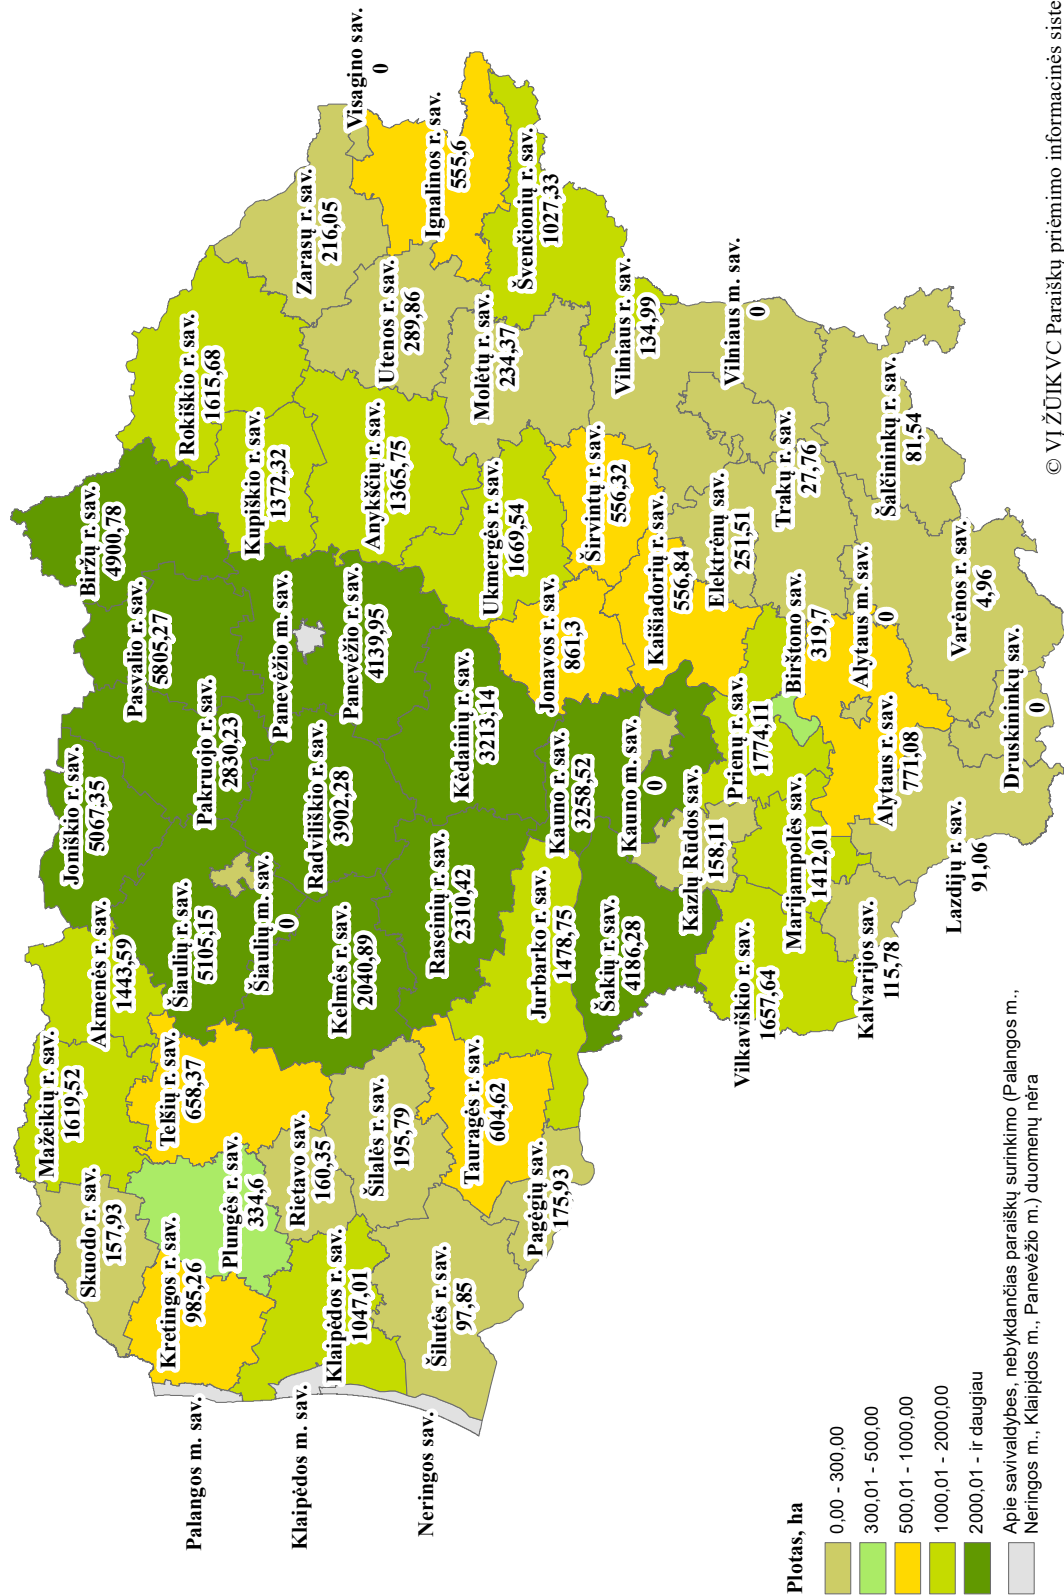 Skuodo r. sav.
157,93
Mažeikių r. sav.
1619,52
Akmenės r. sav.
1443,59
Joniškio r. sav.
5067,35
Pasvalio r. sav.
5805,27
Biržų r. sav.
4900,78
Rokiškio r. sav.
1615,68
Zarasų r. sav.
216,05
Visagino sav.
0
Palangos m. sav.
Kretingos r. sav.
985,26
Plungės r. sav.
334,6
Telšių r. sav.
658,37
Šiaulių r. sav.
5105,15
Šiaulių m. sav.
0
Pakruojo r. sav.
2830,23
Panevėžio m. sav.
Panevėžio r. sav.
4139,95
Kupiškio r. sav.
1372,32
Anykščių r. sav.
1365,75
Utenos r. sav.
289,86
Ignalinos r. sav.
555,6
Klaipėdos m. sav.
Klaipėdos r. sav.
1047,01
Rietavo sav.
160,35
Šilalės r. sav.
195,79
Kelmės r. sav.
2040,89
Radviliškio r. sav.
3902,28
Molėtų r. sav.
234,37
Švenčionių r. sav.
1027,33
Neringos sav.
Šilutės r. sav.
97,85
Tauragės r. sav.
604,62
Pagėgių sav.
175,93
Raseinių r. sav.
2310,42
Kėdainių r. sav.
3213,14
Ukmergės r. sav.
1669,54
Jurbarko r. sav.
1478,75
Kauno r. sav.
3258,52
Jonavos r. sav.
861,3
Širvintų r. sav.
556,32
Vilniaus r. sav.
134,99
Šakių r. sav.
4186,28
Kauno m. sav.
0
Kaišiadorių r. sav.
556,84
Elektrėnų sav.
251,51
Vilniaus m. sav.
0
Kazlų Rūdos sav.
158,11
Prienų r. sav.
1774,11
Birštono sav.
319,7
Trakų r. sav.
27,76
Vilkaviškio r. sav.
1657,64
Marijampolės sav.
1412,01
Kalvarijos sav.
115,78
Alytaus m. sav.
0
Alytaus r. sav.
771,08
Šalčininkų r. sav.
81,54
Lazdijų r. sav.
91,06
Varėnos r. sav.
4,96
Druskininkų sav.
0
Plotas, ha
0,00 - 300,00
300,01 - 500,00
500,01 - 1000,00
1000,01 - 2000,00
2000,01 - ir daugiau
Apie savivaldybes, nebykdančias paraiškų surinkimo (Palangos m.,
Neringos m., Klaipįdos m., Panevėžio m.) duomenų nėra
© VĮ ŽŪIKVC Paraiškų priėmimo informacinės siste